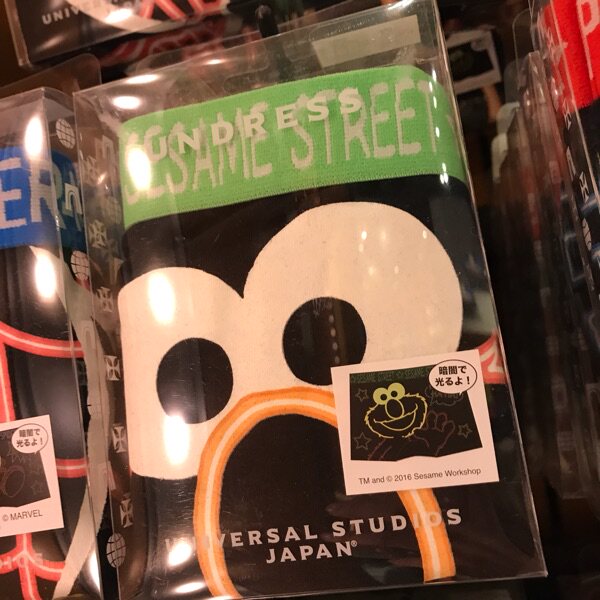 UNIVER
UNDRESS
SESAME STREET
暗闇で
光るよ!
TM and © 2016 Sesame Workshop
UNIVERSAL STUDIOS
JAPAN®
暗闇で
光るよ!
© MARVEL